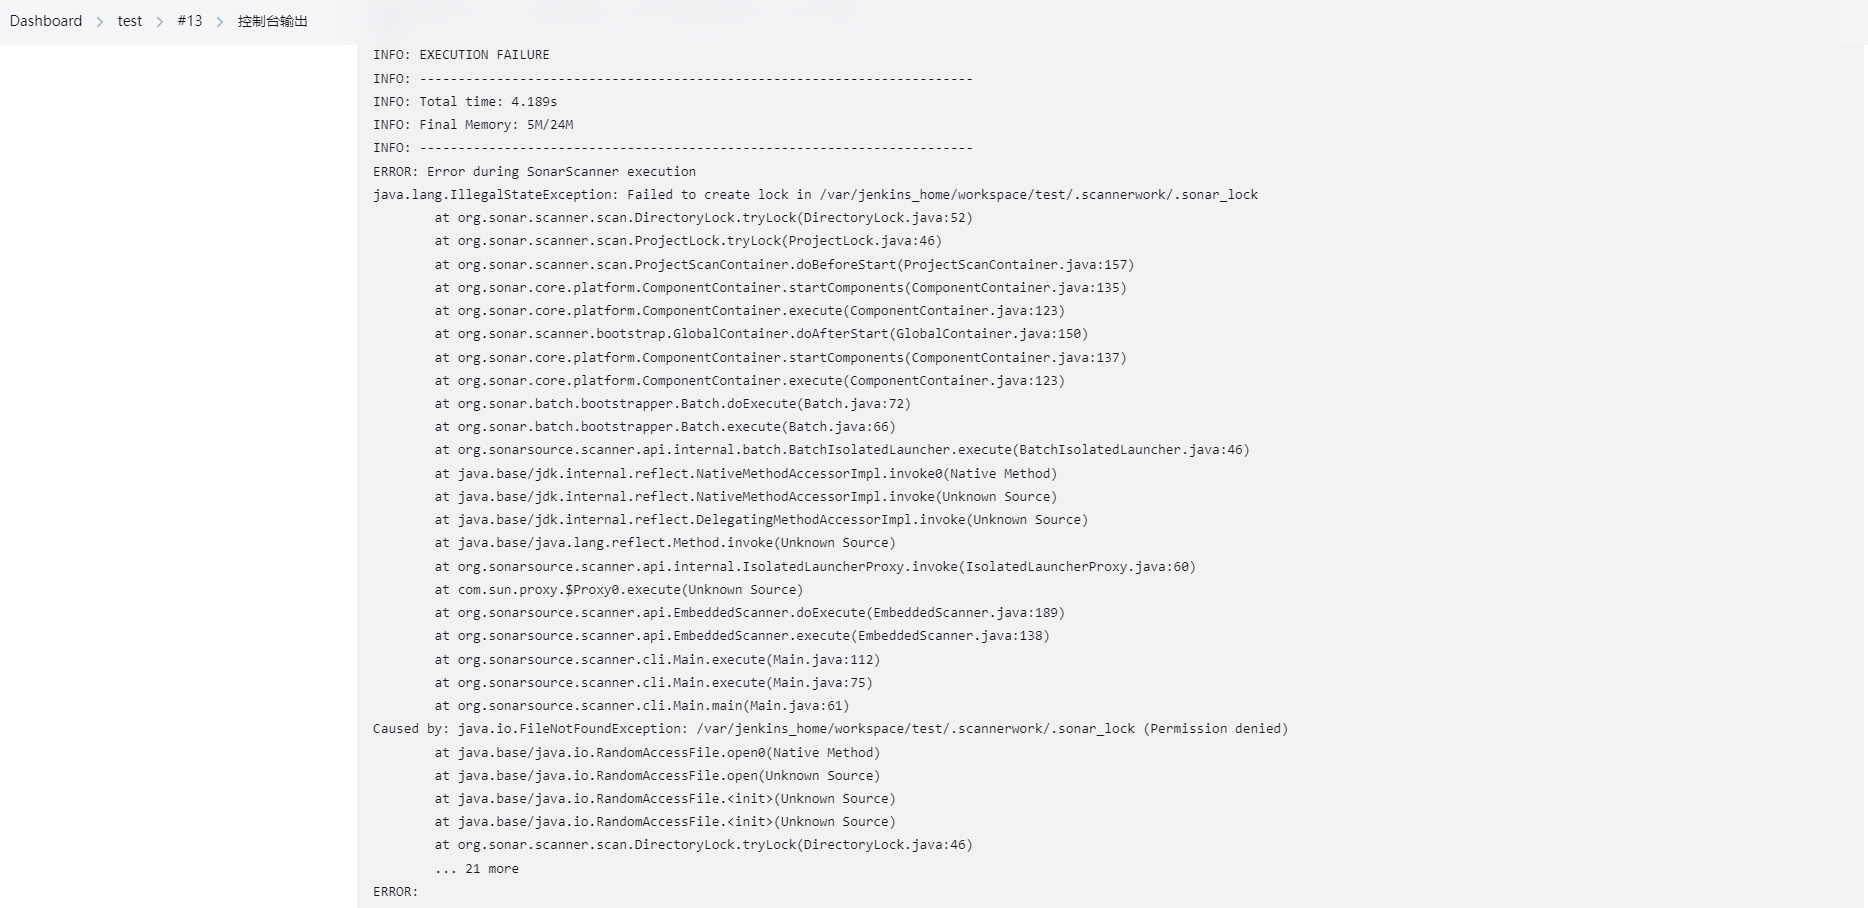 Dashboard > test > #13 > 控制台输出
INFO: EXECUTION FAILURE
INFO: ------------------------------------------------------------------------
INFO: Total time: 4.189s
INFO: Final Memory: 5M/24M
INFO: ------------------------------------------------------------------------
ERROR: Error during SonarScanner execution
java.lang.IllegalStateException: Failed to create lock in /var/jenkins_home/workspace/test/.scannerwork/.sonar_lock
at org.sonar.scanner.scan.DirectoryLock.tryLock(DirectoryLock.java:52)
at org.sonar.scanner.scan.ProjectLock.tryLock(ProjectLock.java:46)
at org.sonar.scanner.scan.ProjectScanContainer.doBeforeStart(ProjectScanContainer.java:157)
at org.sonar.core.platform.ComponentContainer.startComponents(ComponentContainer.java:135)
at org.sonar.core.platform.ComponentContainer.execute(ComponentContainer.java:123)
at org.sonar.scanner.bootstrap.GlobalContainer.doAfterStart(GlobalContainer.java:150)
at org.sonar.core.platform.ComponentContainer.startComponents(ComponentContainer.java:137)
at org.sonar.core.platform.ComponentContainer.execute(ComponentContainer.java:123)
at org.sonar.batch.bootstrapper.Batch.doExecute(Batch.java:72)
at org.sonar.batch.bootstrapper.Batch.execute(Batch.java:66)
at org.sonarsource.scanner.api.internal.batch.BatchIsolatedLauncher.execute(BatchIsolatedLauncher.java:46)
at java.base/jdk.internal.reflect.NativeMethodAccessorImpl.invoke0(Native Method)
at java.base/jdk.internal.reflect.NativeMethodAccessorImpl.invoke(Unknown Source)
at java.base/jdk.internal.reflect.DelegatingMethodAccessorImpl.invoke(Unknown Source)
at java.base/java.lang.reflect.Method.invoke(Unknown Source)
at org.sonarsource.scanner.api.internal.IsolatedLauncherProxy.invoke(IsolatedLauncherProxy.java:60)
at com.sun.proxy.$Proxy0.execute(Unknown Source)
at org.sonarsource.scanner.api.EmbeddedScanner.doExecute(EmbeddedScanner.java:189)
at org.sonarsource.scanner.api.EmbeddedScanner.execute(EmbeddedScanner.java:138)
at org.sonarsource.scanner.cli.Main.execute(Main.java:112)
at org.sonarsource.scanner.cli.Main.execute(Main.java:75)
at org.sonarsource.scanner.cli.Main.main(Main.java:61)
Caused by: java.io.FileNotFoundException: /var/jenkins_home/workspace/test/.scannerwork/.sonar_lock (Permission denied)
at java.base/java.io.RandomAccessFile.open0(Native Method)
at java.base/java.io.RandomAccessFile.open(Unknown Source)
at java.base/java.io.RandomAccessFile.<init>(Unknown Source)
at java.base/java.io.RandomAccessFile.<init>(Unknown Source)
at org.sonar.scanner.scan.DirectoryLock.tryLock(DirectoryLock.java:46)
... 21 more
ERROR: